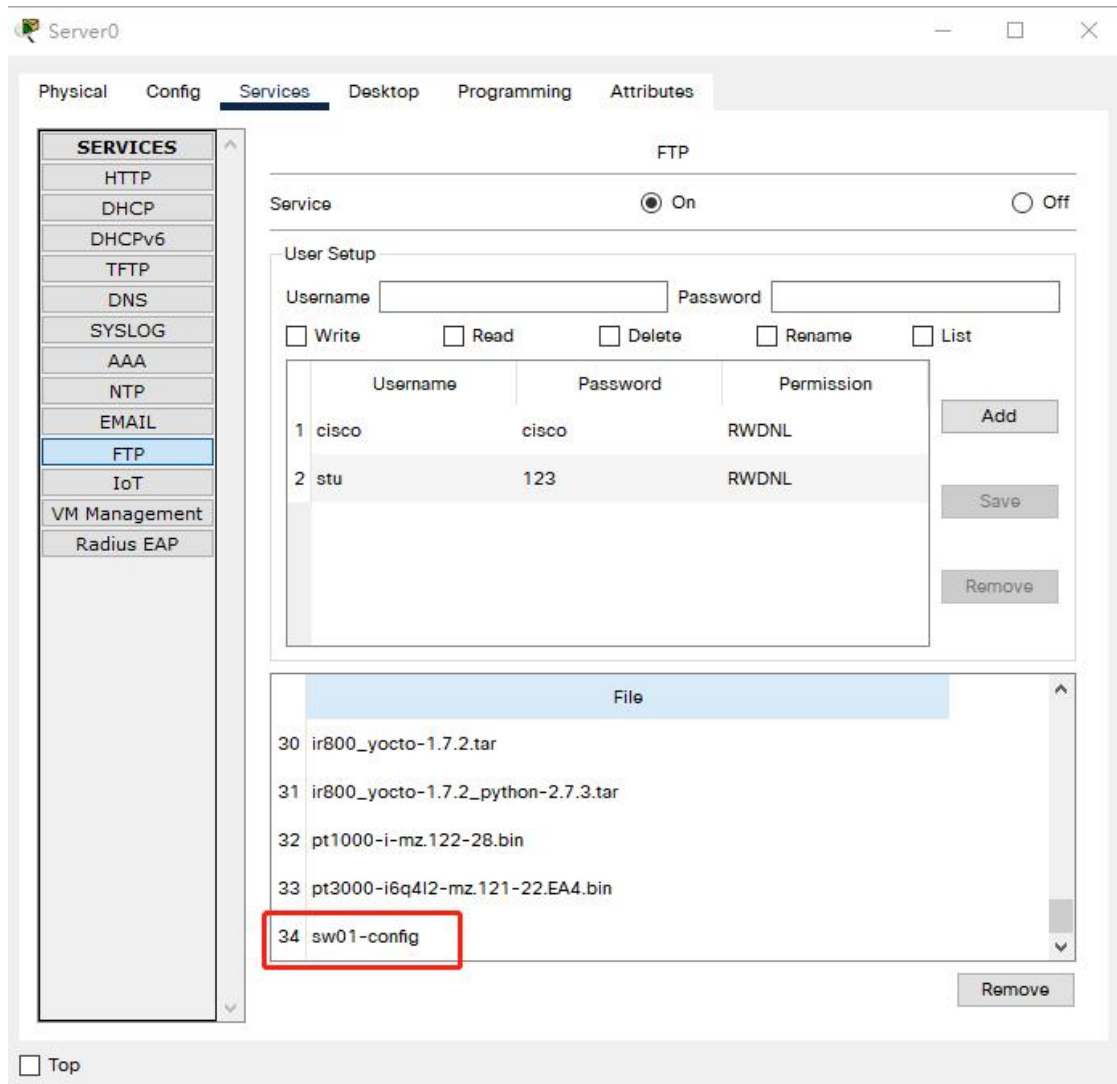 Server0
Physical Config Services Desktop Programming Attributes
SERVICES
HTTP
DHCP
DHCPv6
TFTP
DNS
SYSLOG
AAA
NTP
EMAIL
FTP
IoT
VM Management
Radius EAP
FTP
Service On Off
User Setup
Username Password
Write Read Delete Rename List
Username Password Permission
1 cisco cisco RWDNL
2 stu 123 RWDNL
Add
Save
Remove
File
30 ir800_yocto-1.7.2.tar
31 ir800_yocto-1.7.2_python-2.7.3.tar
32 pt1000-i-mz.122-28.bin
33 pt3000-i6q4l2-mz.121-22.EA4.bin
34 sw01-config
Remove
Top